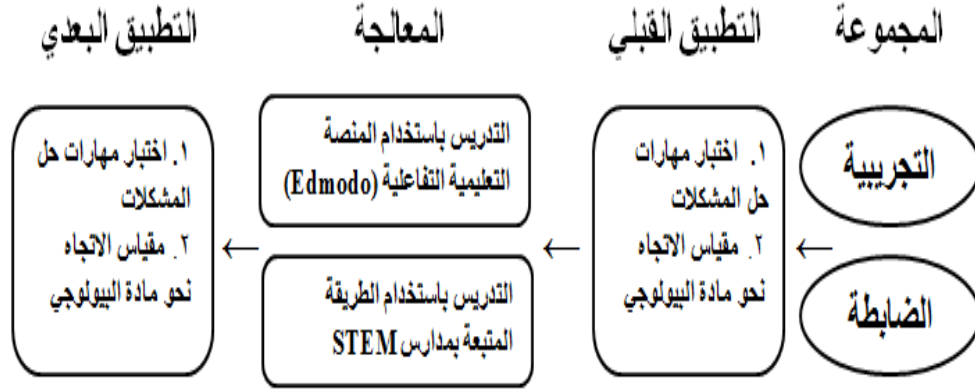 المجموعة
التطبيق القبلي
المعالجة
التطبيق البعدي
التجريبية
الضابطة
١. اختبار مهارات
حل المشكلات
٢. مقياس الاتجاه
نحو مادة البيولوجي
التدريس باستخدام المنصة
التعليمية التفاعلية (Edmodo)
التدريس باستخدام الطريقة
المتبعة بمدارس STEM
١. اختبار مهارات حل
المشكلات
٢. مقياس الاتجاه
نحو مادة البيولوجي